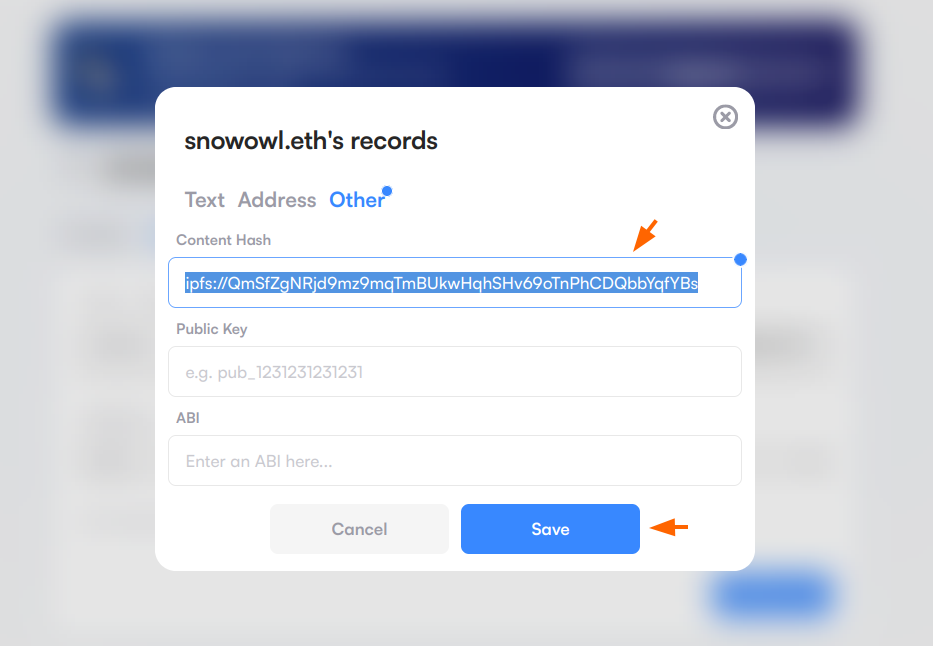 snowowl.eth's records
Text Address Other
Content Hash
ipfs://QmSfZgNRjd9mz9mqTmBUkwHqhSHv69oTnPhCDQbbYqfYBs
Public Key
e.g. pub_1231231231231
ABI
Enter an ABI here...
Cancel Save